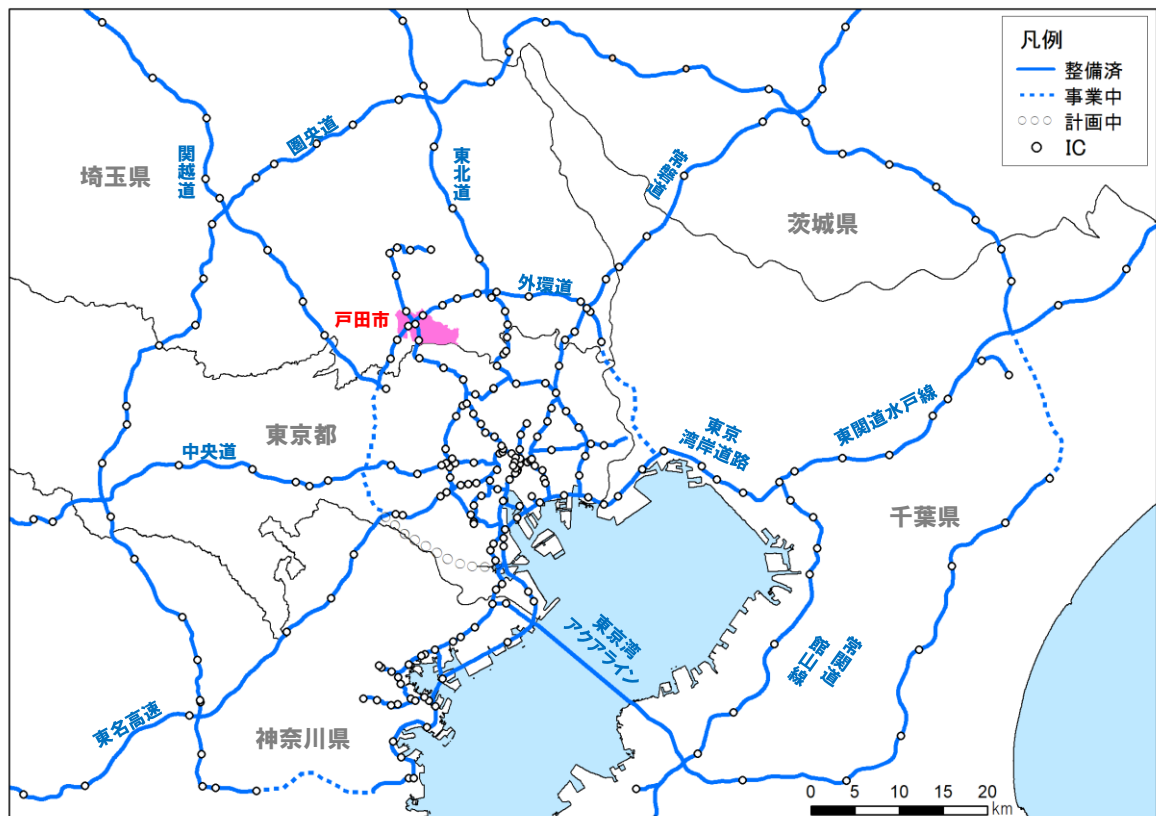 凡例
整備済
事業中
計画中
IC
圏央道
関越道
東北道
常磐道
埼玉県
茨城県
外環道
戸田市
東京都
中央道
東関道水戸線
東京
湾岸道路
千葉県
東京湾
アクアライン
常関道
館山線
東名高速
神奈川県
0 5 10 15 20
km